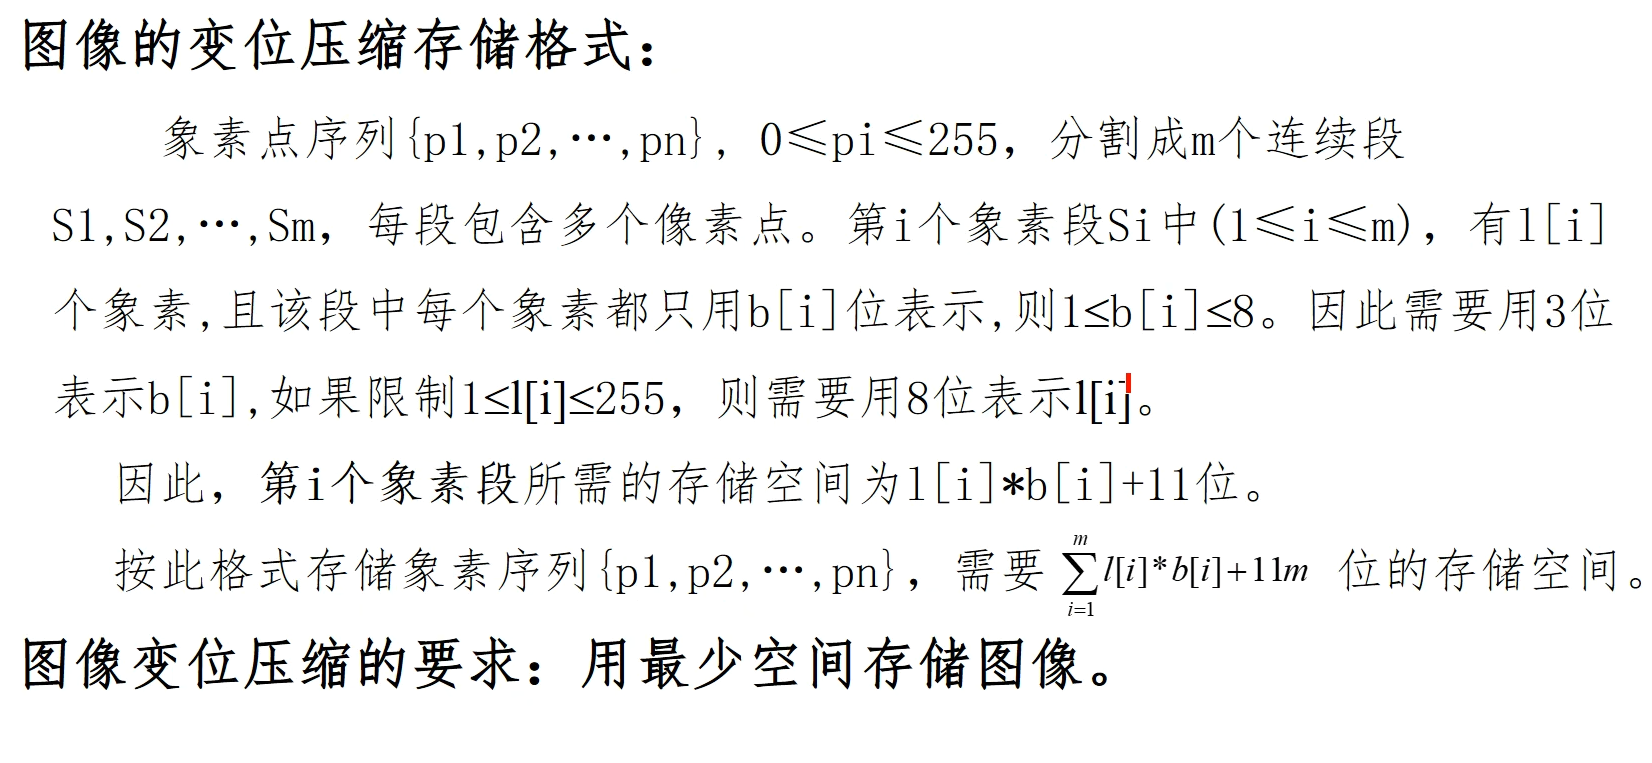 图像的变位压缩存储格式：
象素点序列{p1,p2,…,pn}, 0≤pi≤255，分割成m个连续段
S1,S2,…,Sm，每段包含多个像素点。第i个象素段Si中(1≤i≤m)，有l[i]
个象素,且该段中每个象素都只用b[i]位表示,则1≤b[i]≤8。因此需要用3位
表示b[i],如果限制1≤l[i]≤255，则需要用8位表示l[i]。
因此，第i个象素段所需的存储空间为l[i]*b[i]+11位。
按此格式存储象素序列{p1,p2,…,pn}，需要 \sum_{i=1}^{m} l[i]*b[i]+11m 位的存储空间。
图像变位压缩的要求：用最少空间存储图像。